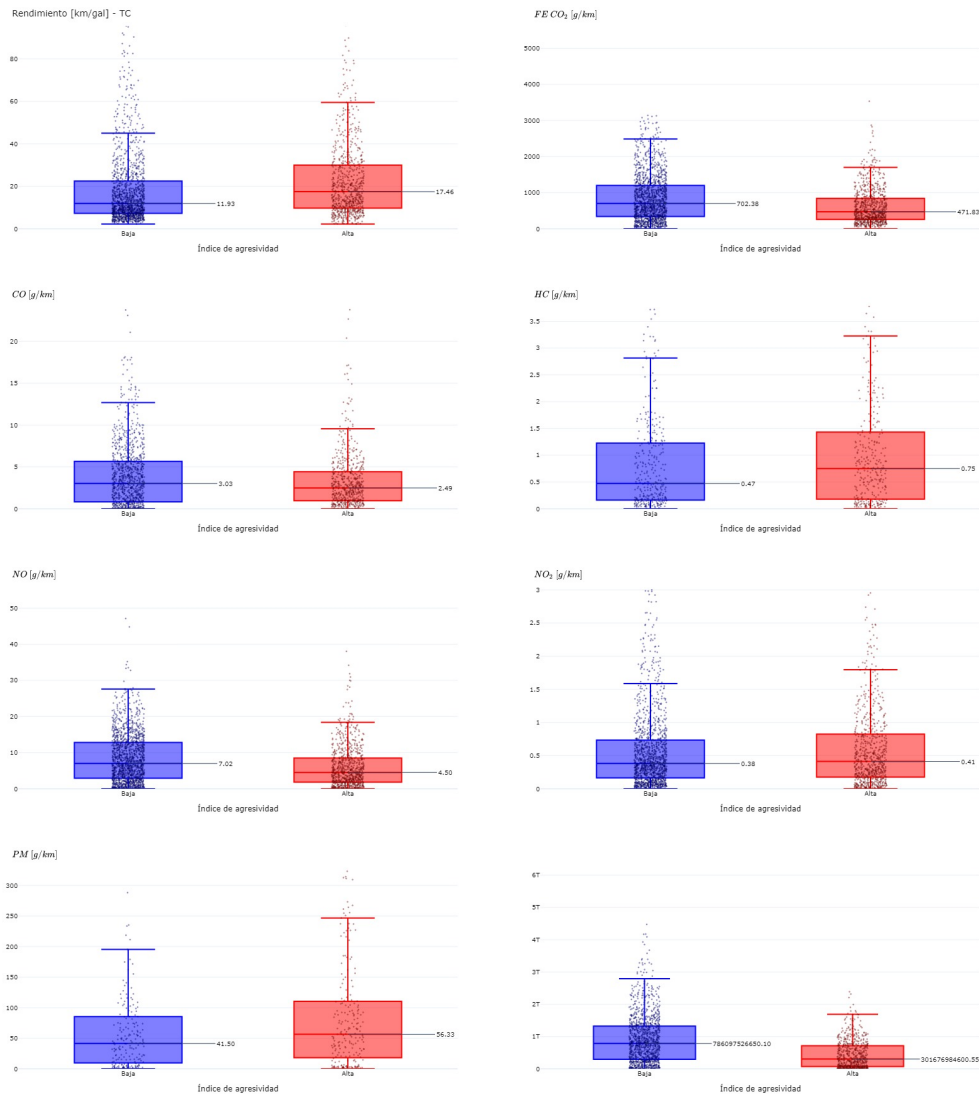 Rendimiento [km/gal] - TC
80
60
40
20
0
11.93
17.46
Baja
Alta
Índice de agresividad
FE CO₂ [g/km]
5000
4000
3000
2000
1000
0
702.38
471.83
Baja
Alta
Índice de agresividad
CO [g/km]
20
15
10
5
0
3.03
2.49
Baja
Alta
Índice de agresividad
HC [g/km]
3.5
3
2.5
2
1.5
1
0.5
0
0.47
0.75
Baja
Alta
Índice de agresividad
NO [g/km]
50
40
30
20
10
0
7.02
4.50
Baja
Alta
Índice de agresividad
NO₂ [g/km]
3
2.5
2
1.5
1
0.5
0
0.38
0.41
Baja
Alta
Índice de agresividad
PM [g/km]
300
250
200
150
100
50
0
41.50
56.33
Baja
Alta
Índice de agresividad
6T
5T
4T
3T
2T
1T
0
786097526650.10
301676984600.55
Baja
Alta
Índice de agresividad